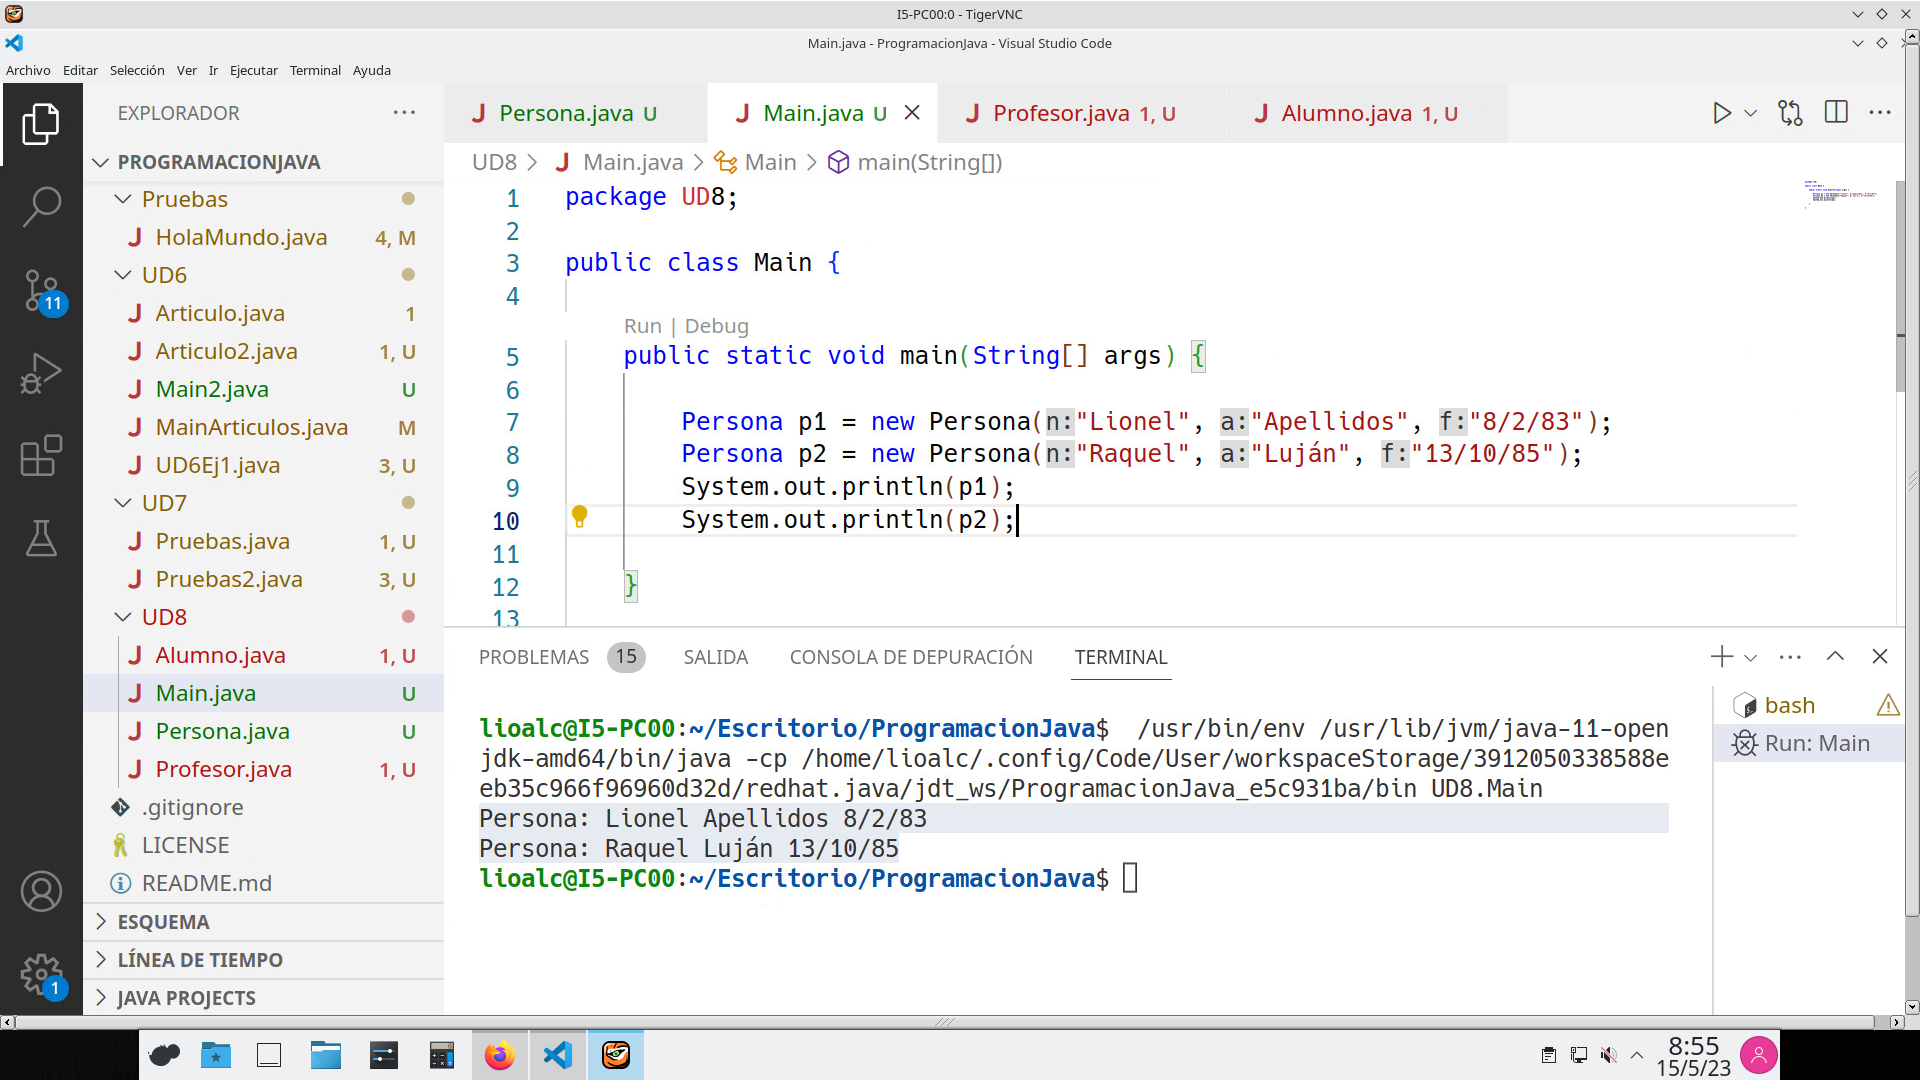 I5-PC00:0 - TigerVNC
Main.java - ProgramacionJava - Visual Studio Code
Archivo Editar Selección Ver Ir Ejecutar Terminal Ayuda
EXPLORADOR
Persona.java U
Main.java U
Profesor.java 1, U
Alumno.java 1, U
PROGRAMACIONJAVA
UD8 > Main.java > Main > main(String[])
Pruebas
HolaMundo.java 4, M
UD6
Articulo.java 1
Articulo2.java 1, U
Main2.java U
MainArticulos.java M
UD6Ej1.java 3, U
UD7
Pruebas.java 1, U
Pruebas2.java 3, U
UD8
Alumno.java 1, U
Main.java U
Persona.java U
Profesor.java 1, U
.gitignore
LICENSE
README.md
ESQUEMA
LÍNEA DE TIEMPO
JAVA PROJECTS
11
1
1 package UD8;
2
3 public class Main {
4
Run | Debug
5 public static void main(String[] args) {
6
7 Persona p1 = new Persona(n:"Lionel", a:"Apellidos", f:"8/2/83");
8 Persona p2 = new Persona(n:"Raquel", a:"Luján", f:"13/10/85");
9 System.out.println(p1);
10 System.out.println(p2);
11
12 }
13
PROBLEMAS 15 SALIDA CONSOLA DE DEPURACIÓN TERMINAL
lioalc@I5-PC00:~/Escritorio/ProgramacionJava$ /usr/bin/env /usr/lib/jvm/java-11-open
jdk-amd64/bin/java -cp /home/lioalc/.config/Code/User/workspaceStorage/3912050338588e
eb35c966f96960d32d/redhat.java/jdt_ws/ProgramacionJava_e5c931ba/bin UD8.Main
Persona: Lionel Apellidos 8/2/83
Persona: Raquel Luján 13/10/85
lioalc@I5-PC00:~/Escritorio/ProgramacionJava$
bash
Run: Main
8:55
15/5/23